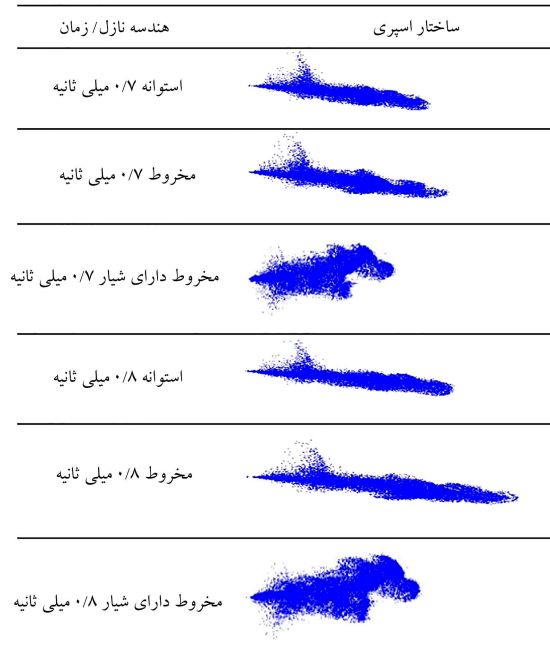 ساختار اسپری
هندسه نازل/ زمان
استوانه ۰/۷ میلی ثانیه
مخروط ۰/۷ میلی ثانیه
مخروط دارای شیار ۰/۷ میلی ثانیه
استوانه ۰/۸ میلی ثانیه
مخروط ۰/۸ میلی ثانیه
مخروط دارای شیار ۰/۸ میلی ثانیه